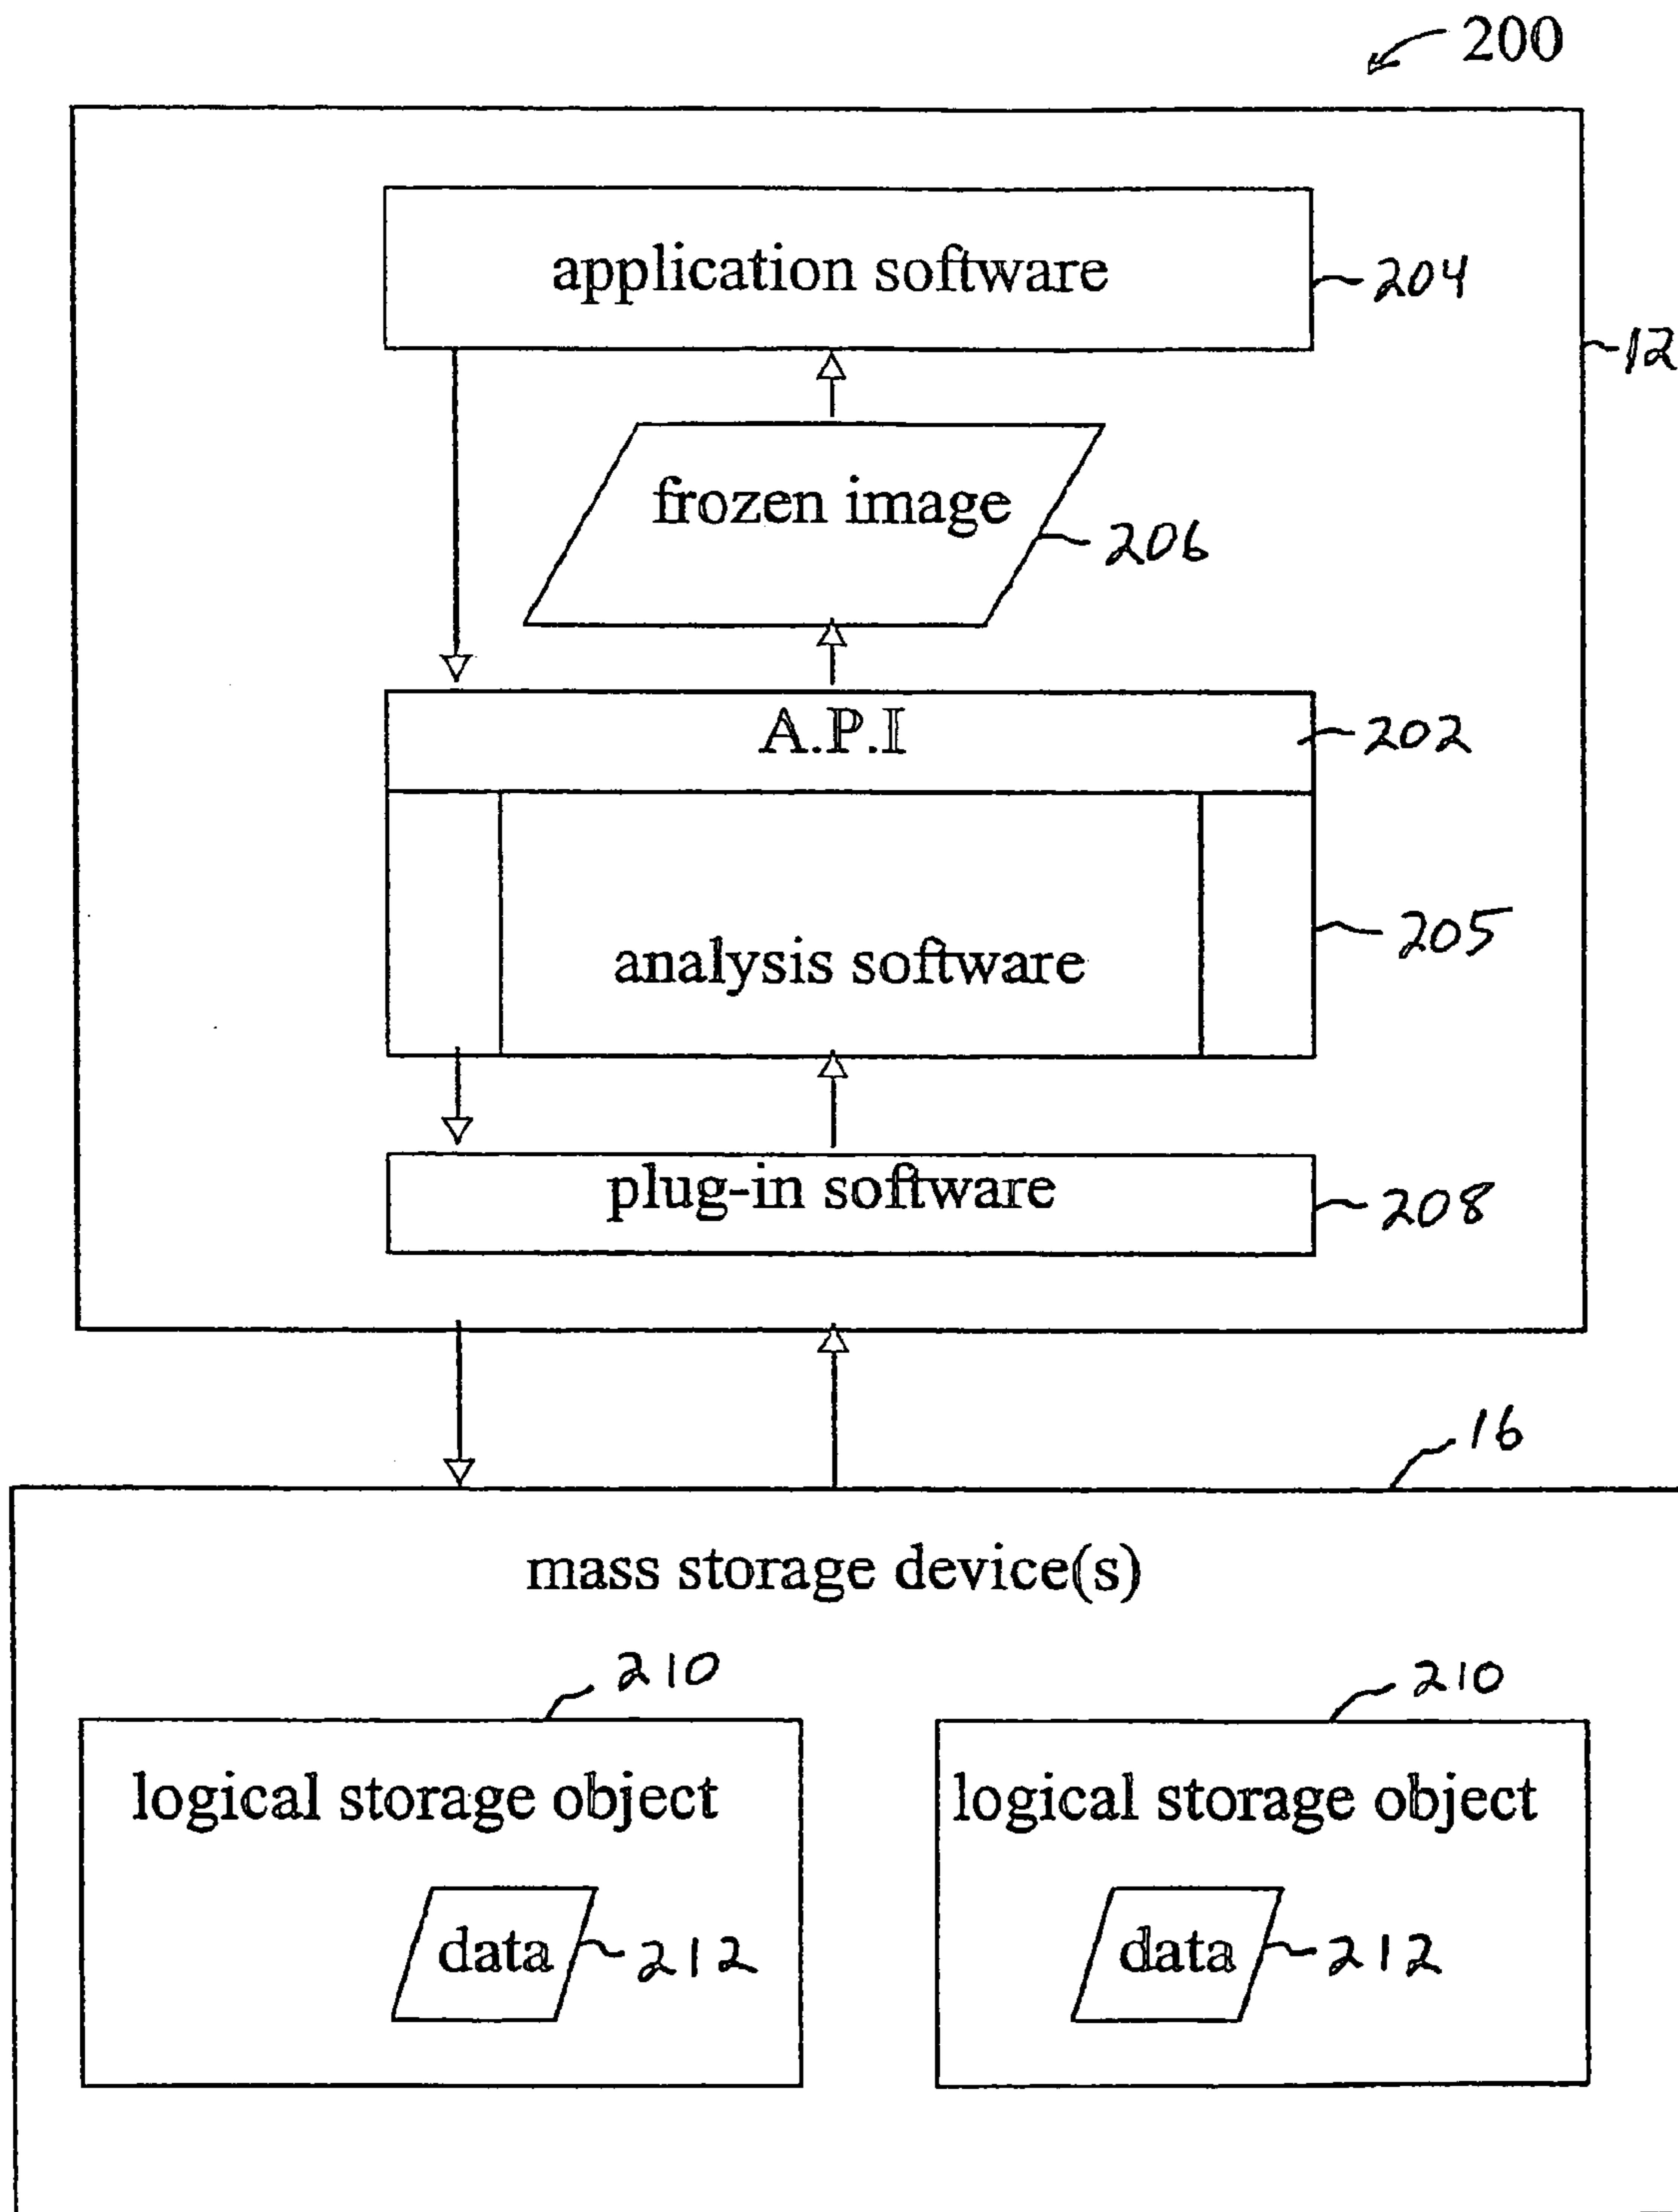 200
application software
204
12
frozen image
206
A.P.I
202
analysis software
205
plug-in software
208
16
mass storage device(s)
210
210
logical storage object
logical storage object
data
212
data
212